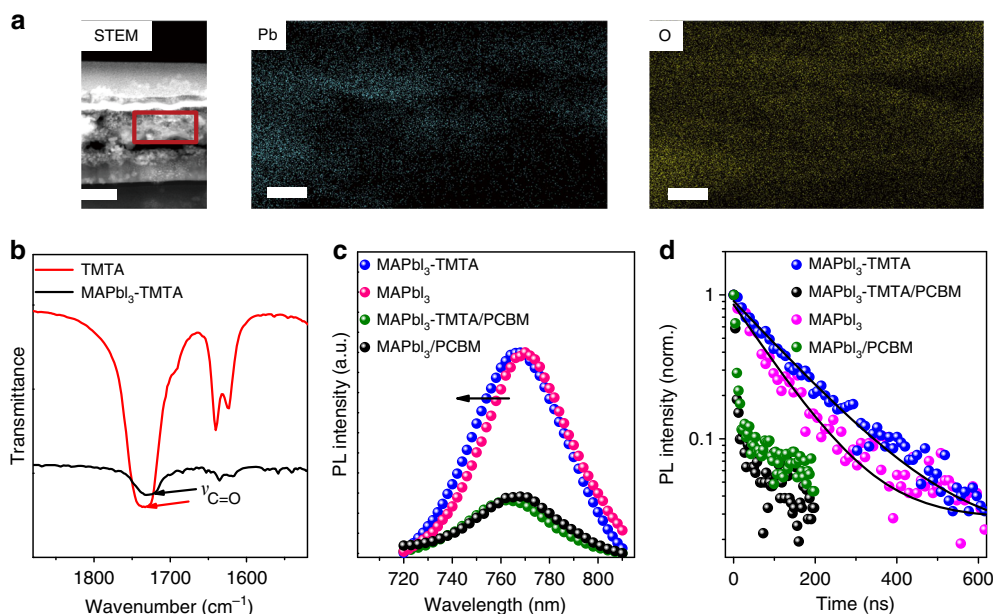 a
STEM
Pb
O
b
TMTA
MAPbI₃-TMTA
νC=O
Transmittance
1800
1700
1600
Wavenumber (cm⁻¹)
c
MAPbI₃-TMTA
MAPbI₃
MAPbI₃-TMTA/PCBM
MAPbI₃/PCBM
PL intensity (a.u.)
720
740
760
780
800
Wavelength (nm)
d
MAPbI₃-TMTA
MAPbI₃-TMTA/PCBM
MAPbI₃
MAPbI₃/PCBM
PL intensity (norm.)
1
0.1
0
200
400
600
Time (ns)